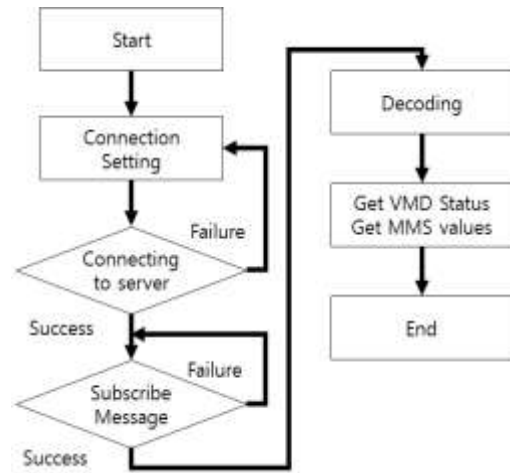 Start
Connection
Setting
Failure
Connecting
to server
Success
Failure
Subscribe
Message
Success
Decoding
Get VMD Status
Get MMS values
End